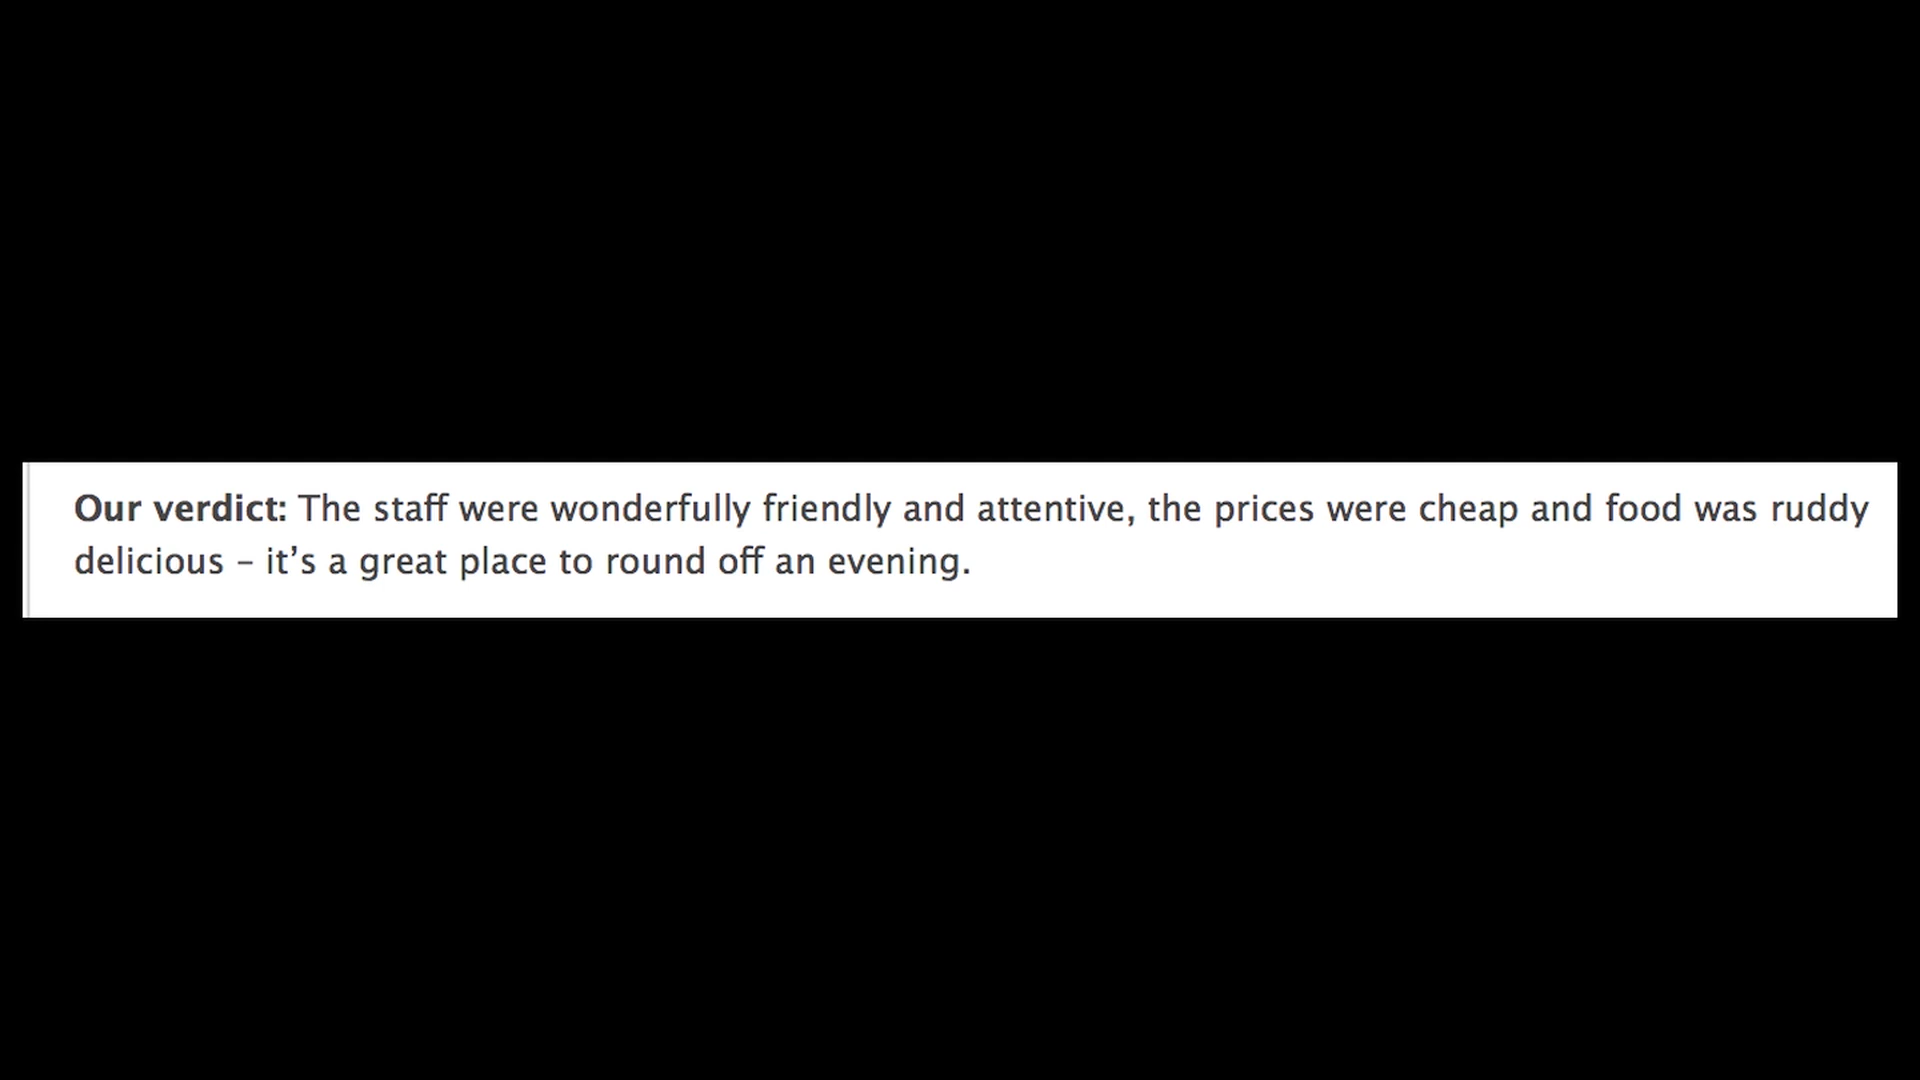 Our verdict: The staff were wonderfully friendly and attentive, the prices were cheap and food was ruddy
delicious – it’s a great place to round off an evening.